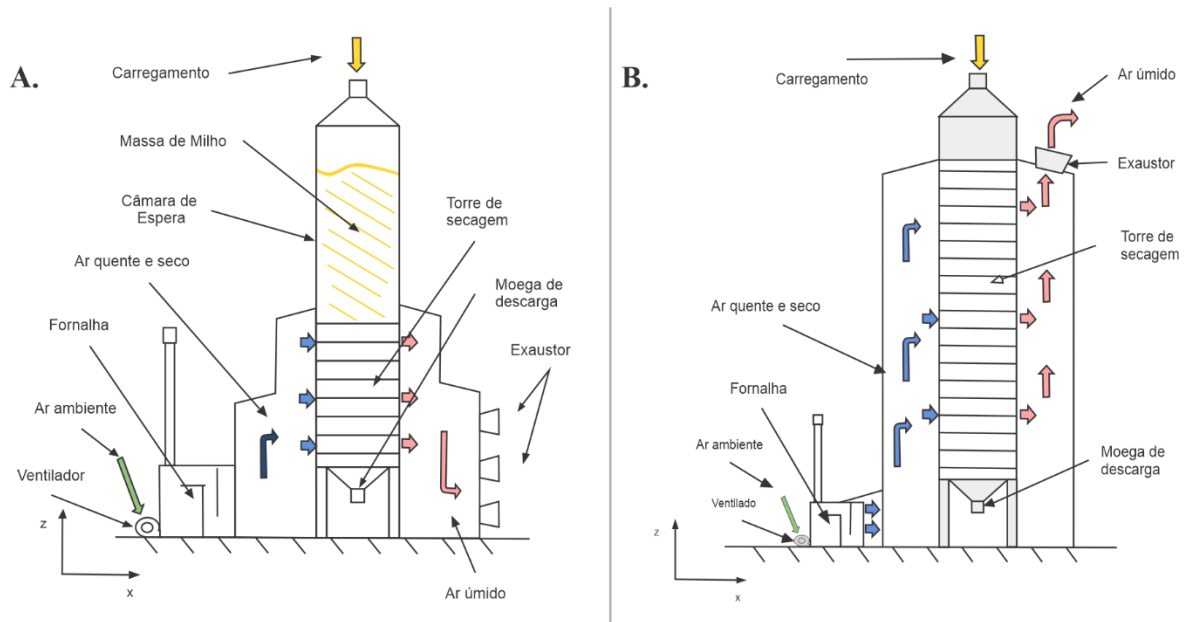 A.
Carregamento
Massa de Milho
Câmara de
Espera
Torre de
secagem
Ar quente e seco
Moega de
descarga
Fornalha
Exaustor
Ar ambiente
Ventilador
z
x
Ar úmido
B.
Carregamento
Ar úmido
Exaustor
Torre de
secagem
Ar quente e seco
Fornalha
Ar ambiente
Moega de
descarga
Ventilado
z
x